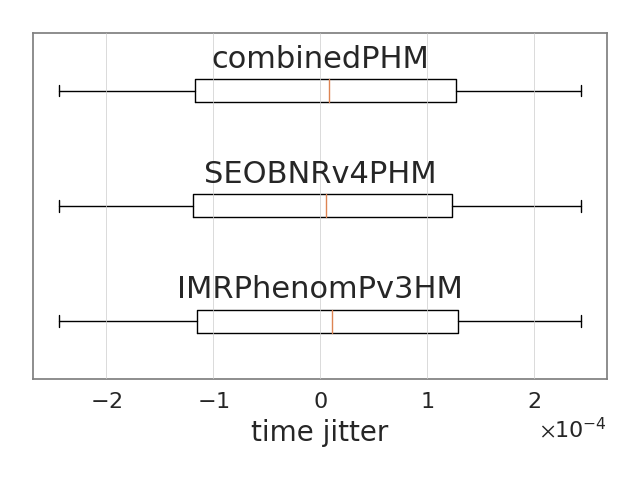 combinedPHM
SEOBNRv4PHM
IMRPhenomPv3HM
−2 −1 0 1 2
time jitter
×10⁻⁴